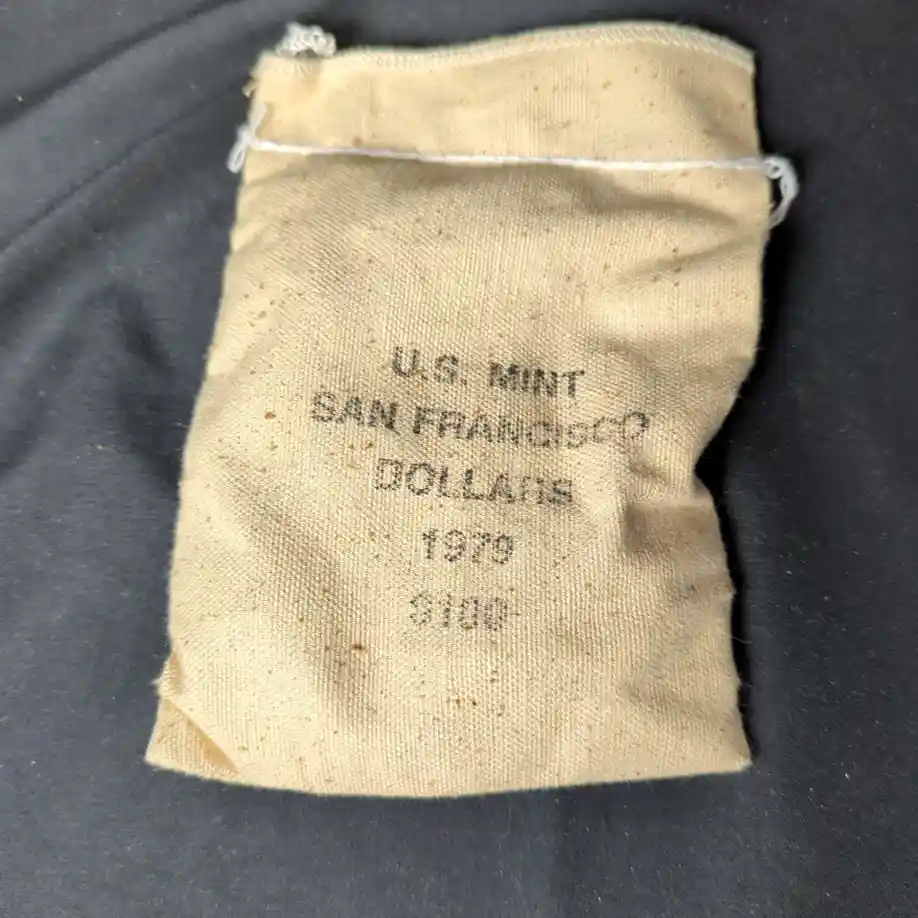 U.S. MINT
SAN FRANCISCO
DOLLARS
1979
$100